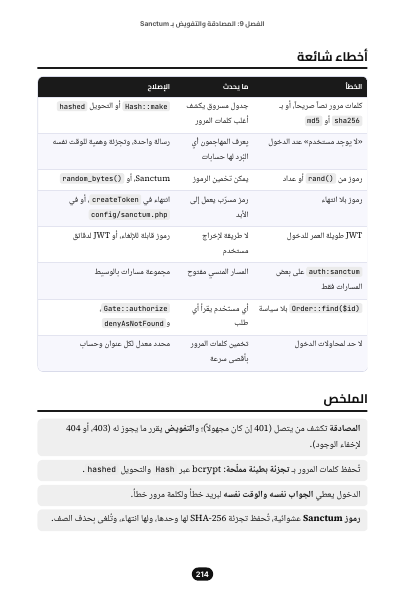 الفصل 9: المصادقة والتفويض بـ Sanctum
أخطاء شائعة
الخطأ ما يحدث الإصلاح
كلمات مرور نصاً صريحاً، أو بـ جدول مسروق يكشف Hash::make أو التحويل hashed
sha256 أو md5 أغلب كلمات المرور
«لا يوجد مستخدم» عند الدخول يعرف المهاجمون أي رسالة واحدة، وتجزئة وهمية للوقت نفسه
البُرد لها حسابات
رموز من rand() أو عداد يمكن تخمين الرموز Sanctum، أو random_bytes()
رموز بلا انتهاء رمز مسرّب يعمل إلى انتهاء في createToken، أو في
الأبد config/sanctum.php
JWT طويلة العمر للدخول لا طريقة لإخراج رموز قابلة للإلغاء، أو JWT لدقائق
مستخدم
auth:sanctum على بعض المسار المنسي مفتوح مجموعة مسارات بالوسيط
المسارات فقط
Order::find($id) بلا سياسة أي مستخدم يقرأ أي Gate::authorize،
طلب و denyAsNotFound
لا حد لمحاولات الدخول تخمين كلمات المرور محدد معدل لكل عنوان وحساب
بأقصى سرعة
الملخص
المصادقة تكشف من يتصل (401 إن كان مجهولاً)؛ والتفويض يقرر ما يجوز له (403، أو 404
لإخفاء الوجود).
تُحفظ كلمات المرور بـ تجزئة بطيئة مملّحة: bcrypt عبر Hash والتحويل hashed.
الدخول يعطي الجواب نفسه والوقت نفسه لبريد خطأ ولكلمة مرور خطأ.
رموز Sanctum عشوائية، تُحفظ تجزئة SHA-256 لها وحدها، ولها انتهاء، وتُلغى بحذف الصف.
214